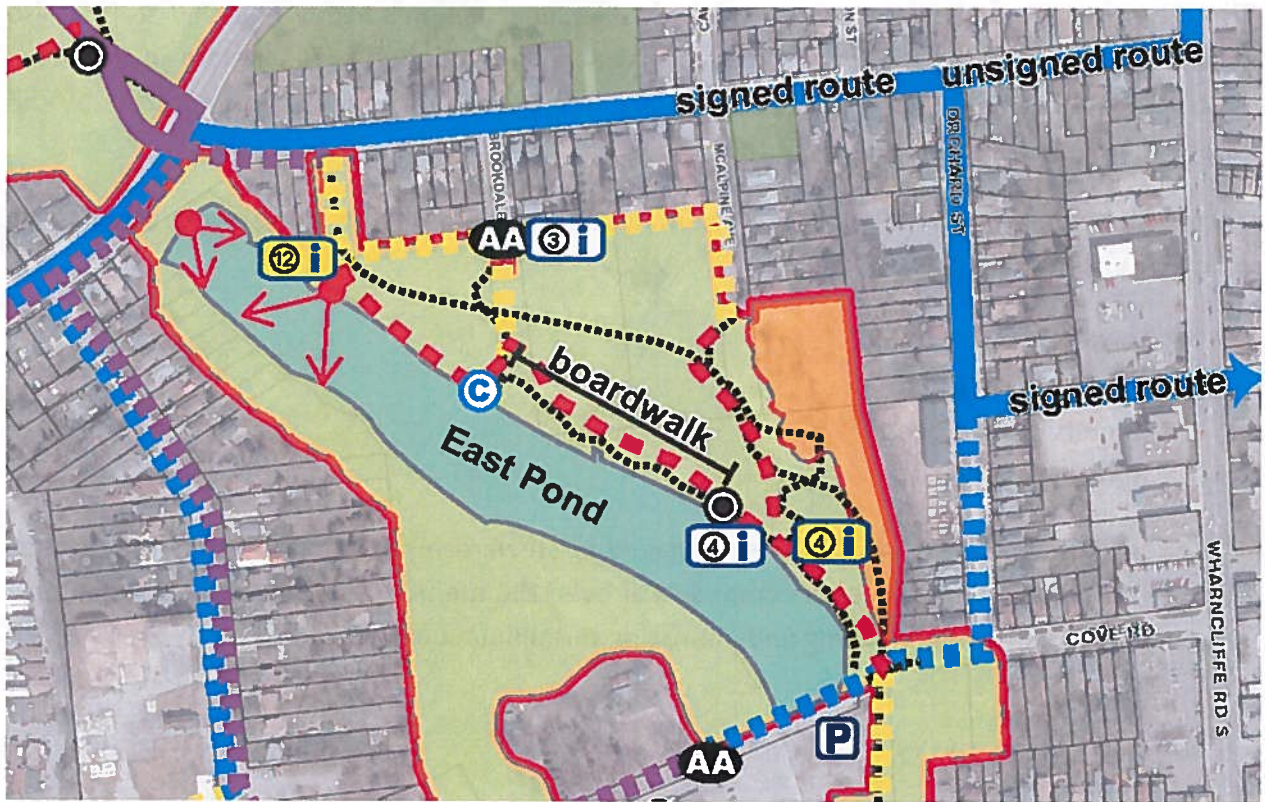 signed route
unsigned route
ORCHARD ST
MCALPINE AVE
AA
3 i
12 i
boardwalk
C
signed route
East Pond
4 i
4 i
WHARNCLIFFE RD S
COVE RD
P
AA